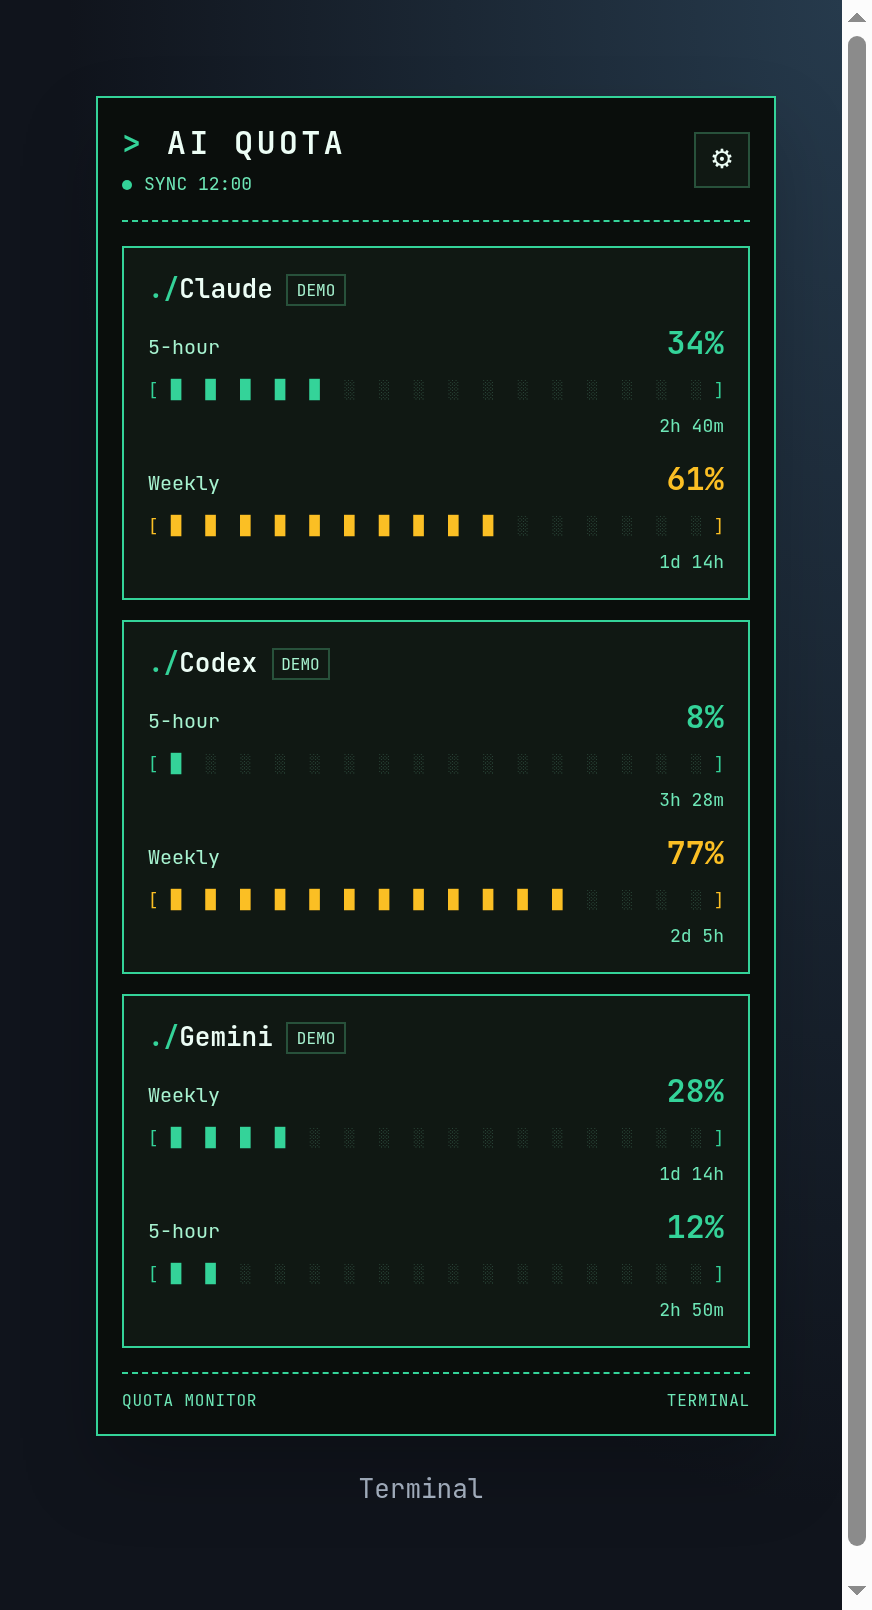 > AI QUOTA
● SYNC 12:00
⚙
./Claude DEMO
5-hour 34%
[ █ █ █ █ █ ░ ░ ░ ░ ░ ░ ░ ░ ░ ░ ░ ]
2h 40m
Weekly 61%
[ █ █ █ █ █ █ █ █ █ █ ░ ░ ░ ░ ░ ░ ]
1d 14h
./Codex DEMO
5-hour 8%
[ █ ░ ░ ░ ░ ░ ░ ░ ░ ░ ░ ░ ░ ░ ░ ░ ]
3h 28m
Weekly 77%
[ █ █ █ █ █ █ █ █ █ █ █ █ ░ ░ ░ ░ ]
2d 5h
./Gemini DEMO
Weekly 28%
[ █ █ █ █ ░ ░ ░ ░ ░ ░ ░ ░ ░ ░ ░ ░ ]
1d 14h
5-hour 12%
[ █ █ ░ ░ ░ ░ ░ ░ ░ ░ ░ ░ ░ ░ ░ ░ ]
2h 50m
QUOTA MONITOR TERMINAL
Terminal